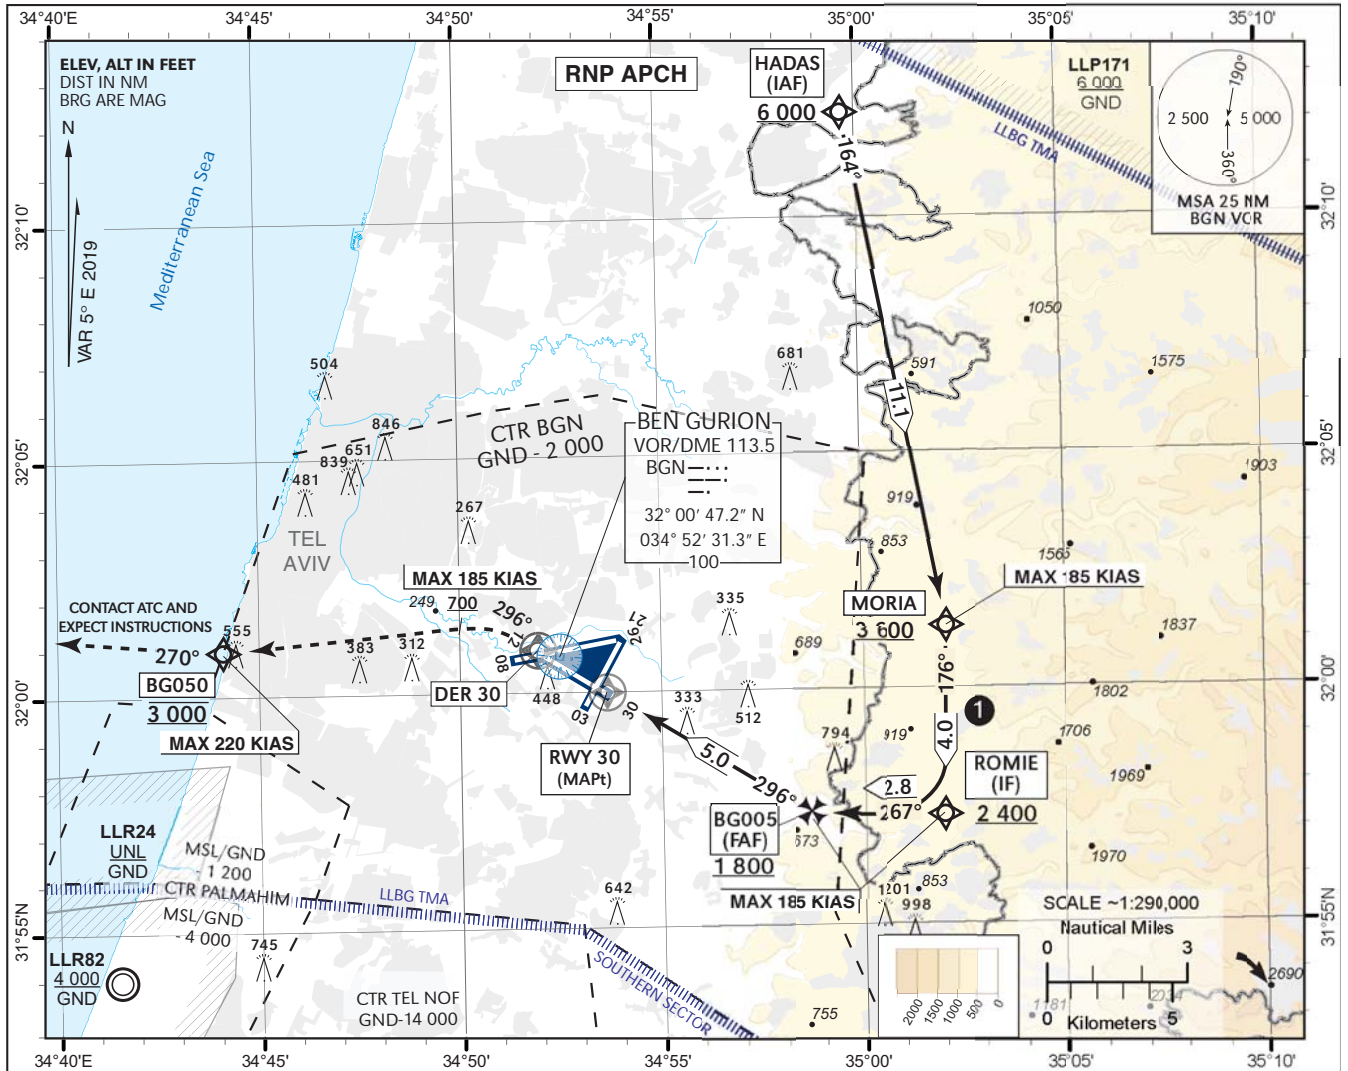 34°40'E
34°45'
34°50'
34°55'
35°00'
35°05'
35°10'
ELEV, ALT IN FEET
DIST IN NM
BRG ARE MAG
N
VAR 5° E 2019
Mediterranean Sea
RNP APCH
HADAS
(IAF)
6 000
164°
11.1
LLP171
6 000
GND
LLBG TMA
190°
2 500
5 000
360°
MSA 25 NM
BGN VOR
32°10'
32°10'
1050
1575
591
681
504
846
651
839
481
267
CTR BGN
GND - 2 000
BEN GURION
VOR/DME 113.5
BGN
32° 00' 47.2" N
034° 52' 31.3" E
100
32°05'
32°05'
903
919
853
1565
TEL
AVIV
MAX 185 KIAS
249
700
296°
335
MAX 185 KIAS
MORIA
3 600
689
1837
CONTACT ATC AND
EXPECT INSTRUCTIONS
555
270°
383
312
12
08
21
26
03
30
448
DER 30
BG050
3 000
MAX 220 KIAS
32°00'
32°00'
176°
4.0
1
1802
1706
1969
333
512
794
919
RWY 30
(MAPt)
5.0
296°
2.8
267°
ROMIE
(IF)
2 400
BG005
(FAF)
1 800
673
MAX 185 KIAS
1970
853
1201
998
LLR24
UNL
GND
MSL/GND
- 1 200
CTR PALMAHIM
LLBG TMA
MSL/GND
- 4 000
642
745
31°55'N
31°55'N
LLR82
4 000
GND
CTR TEL NOF
GND-14 000
SOUTHERN SECTOR
755
SCALE ~1:290,000
Nautical Miles
0
3
0
5
Kilometers
2000
1500
1000
500
0
2690
34°40'E
34°45'
34°50'
34°55'
35°00'
35°05'
35°10'